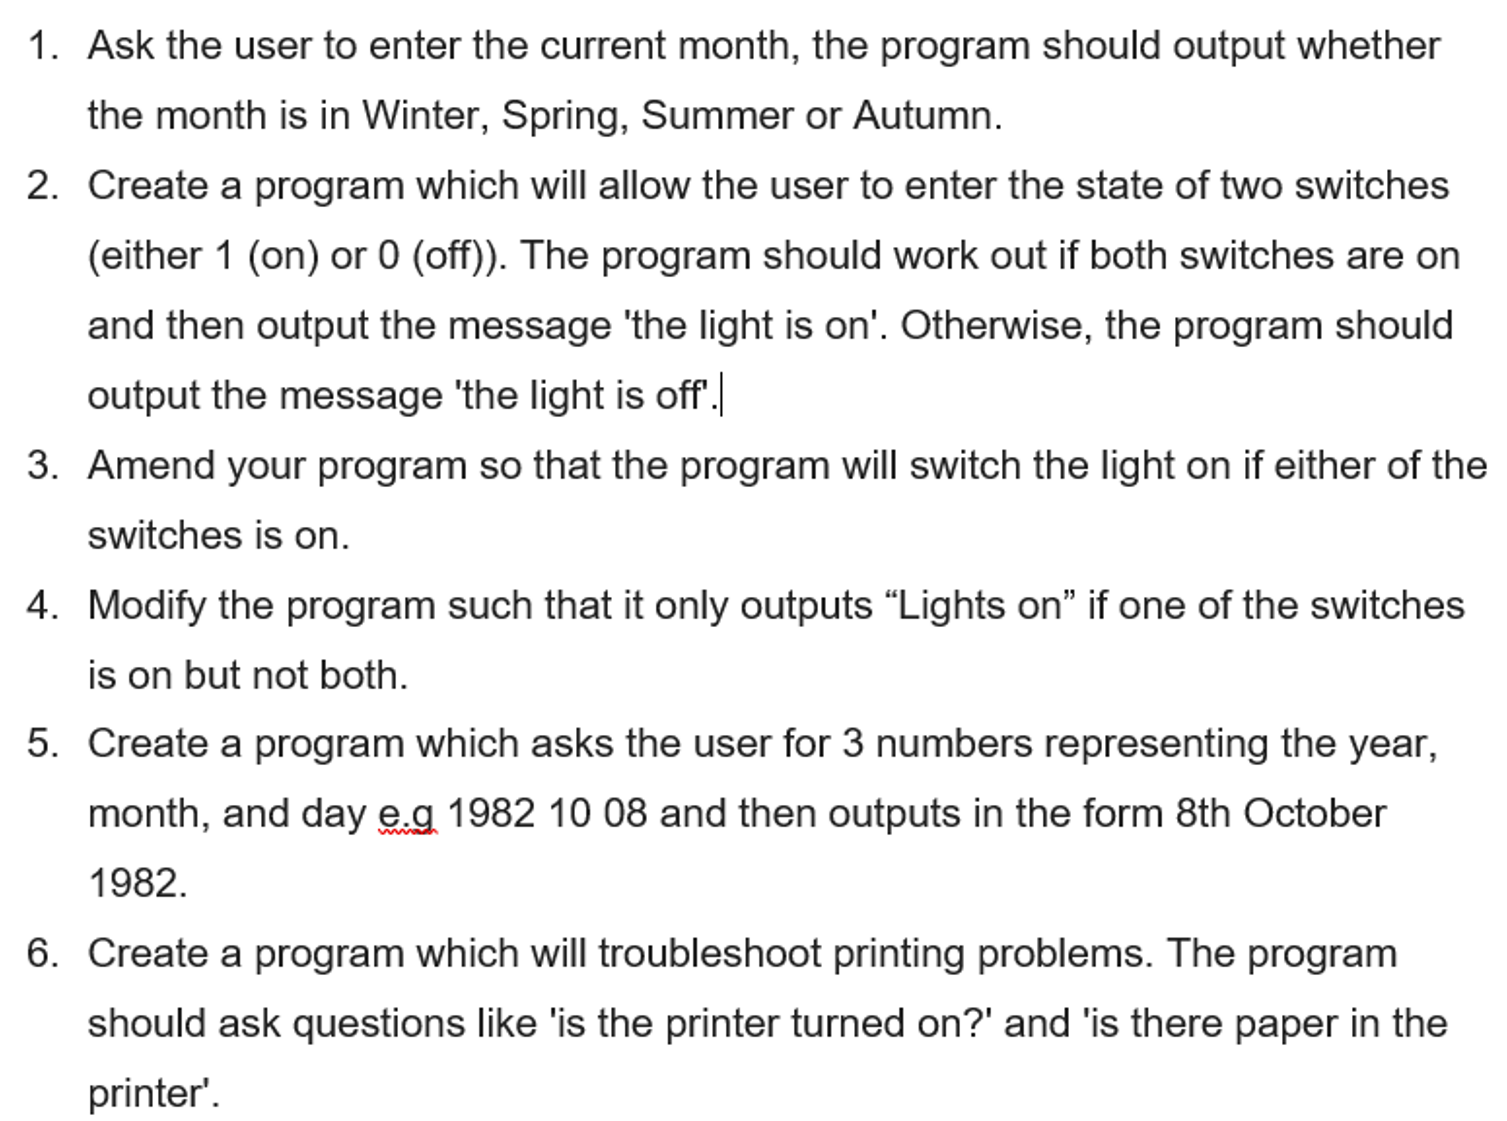 1. Ask the user to enter the current month, the program should output whether
the month is in Winter, Spring, Summer or Autumn.
2. Create a program which will allow the user to enter the state of two switches
(either 1 (on) or 0 (off)). The program should work out if both switches are on
and then output the message 'the light is on'. Otherwise, the program should
output the message 'the light is off'.
3. Amend your program so that the program will switch the light on if either of the
switches is on.
4. Modify the program such that it only outputs “Lights on” if one of the switches
is on but not both.
5. Create a program which asks the user for 3 numbers representing the year,
month, and day e.g 1982 10 08 and then outputs in the form 8th October
1982.
6. Create a program which will troubleshoot printing problems. The program
should ask questions like 'is the printer turned on?' and 'is there paper in the
printer'.